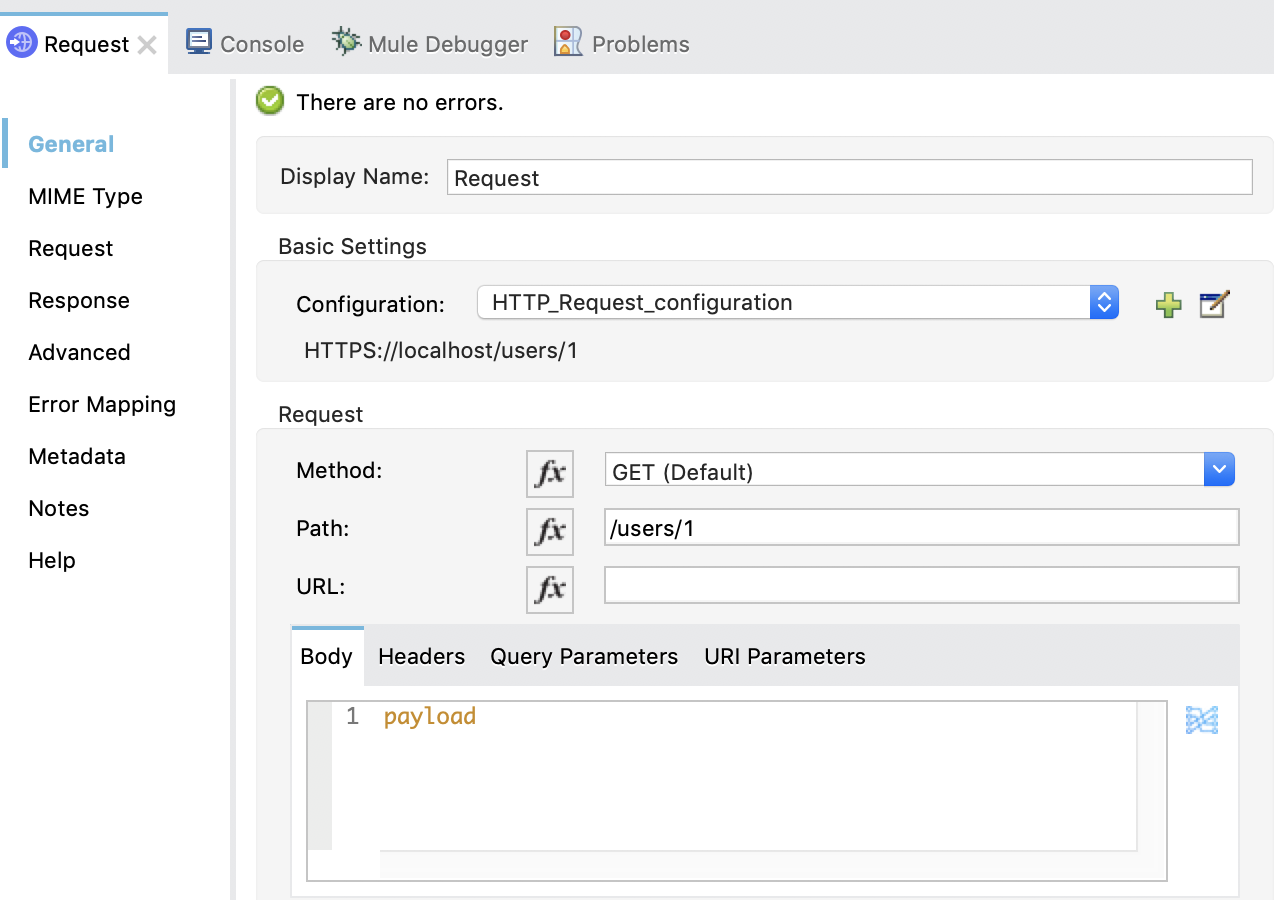 Request Console Mule Debugger Problems
There are no errors.
General
MIME Type
Request
Response
Advanced
Error Mapping
Metadata
Notes
Help
Display Name: Request
Basic Settings
Configuration: HTTP_Request_configuration
HTTPS://localhost/users/1
Request
Method: fx GET (Default)
Path: fx /users/1
URL: fx
Body Headers Query Parameters URI Parameters
1 payload